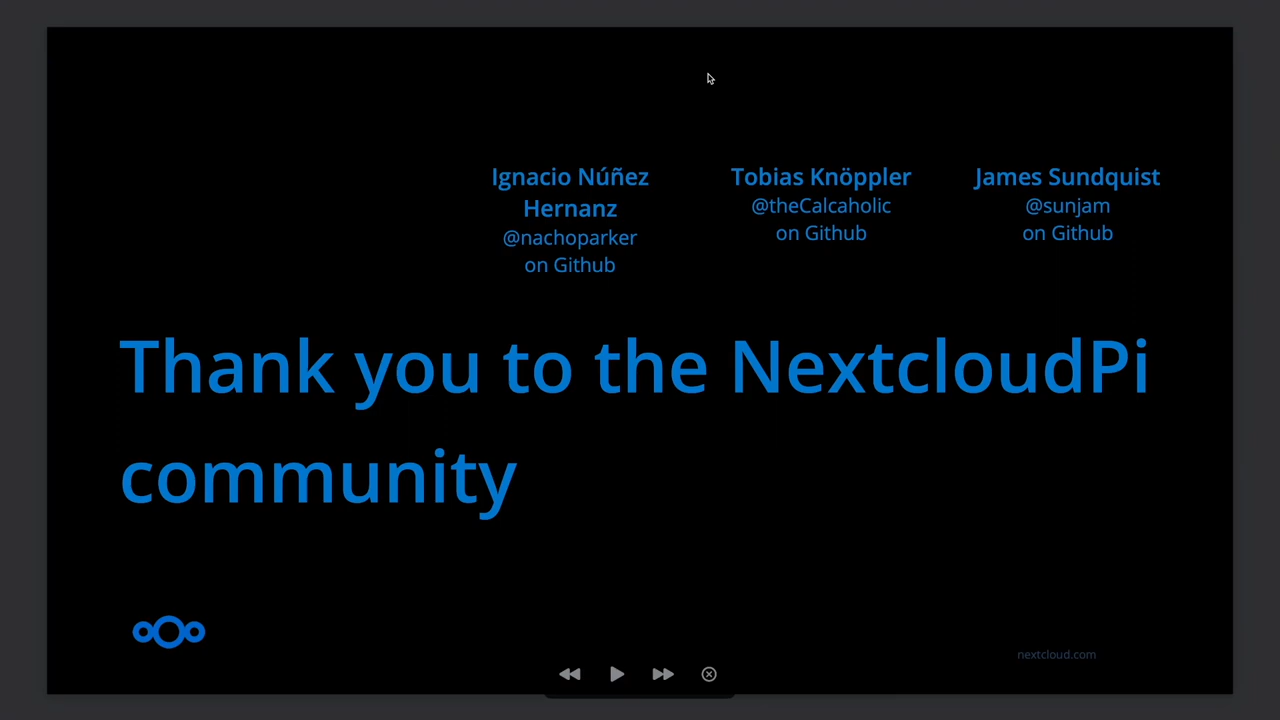 Ignacio Núñez
Hernanz
@nachoparker
on Github
Tobias Knöppler
@theCalcaholic
on Github
James Sundquist
@sunjam
on Github
Thank you to the NextcloudPi
community
nextcloud.com